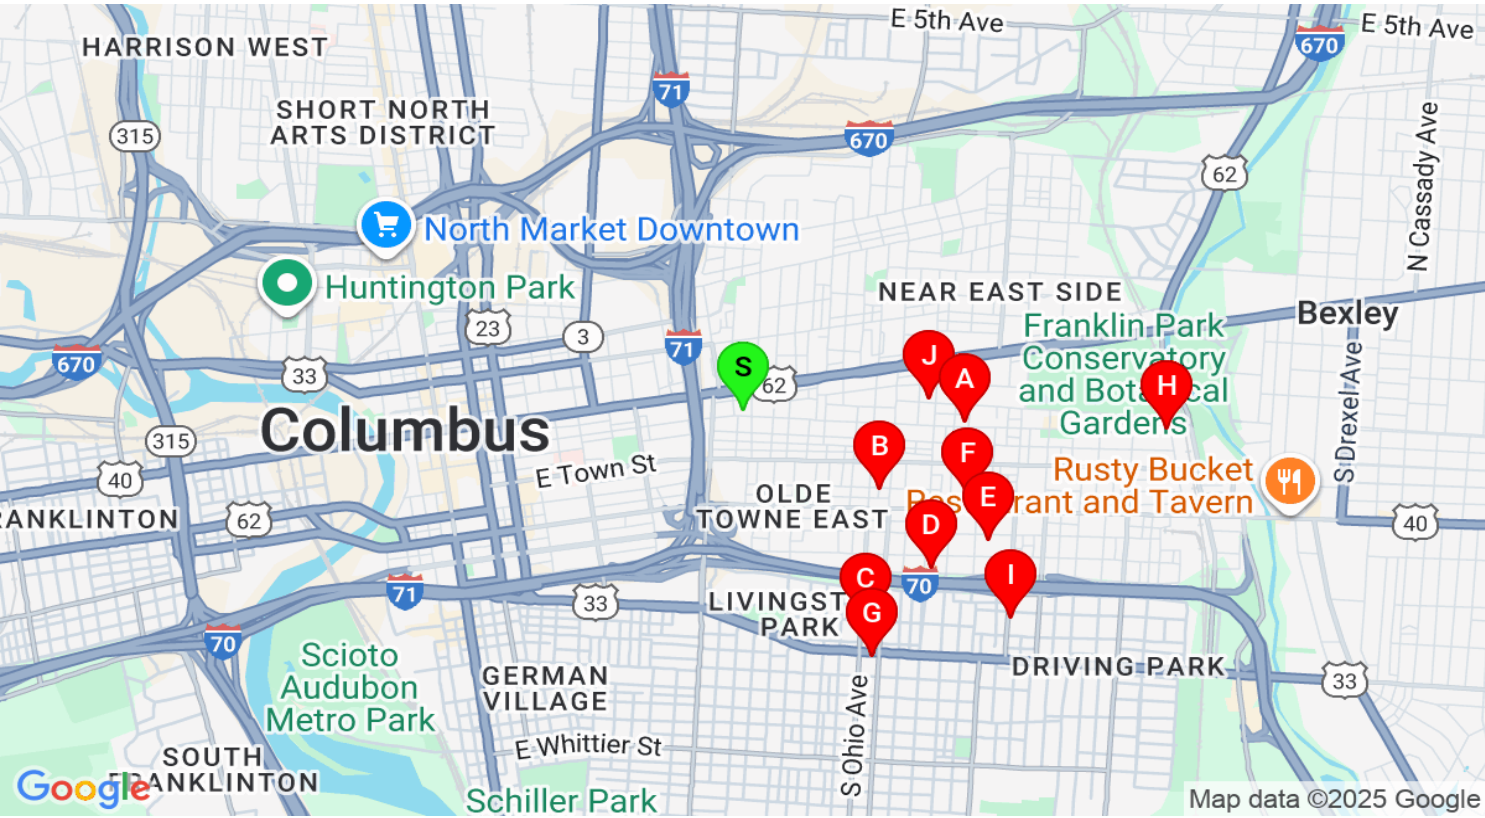 E 5th Ave
E 5th Ave
670
HARRISON WEST
71
SHORT NORTH
ARTS DISTRICT
315
670
62
N Cassady Ave
North Market Downtown
Huntington Park
NEAR EAST SIDE
Bexley
Franklin Park
Conservatory
and Botanical
Gardens
23
3
71
670
33
S
62
J
A
H
S Drexel Ave
Columbus
315
40
E Town St
B
F
Rusty Bucket
Restaurant and Tavern
E
OLDE
TOWNE EAST
D
RANKLINTON
62
40
C
70
I
71
33
LIVINGST
PARK
G
70
Scioto
Audubon
Metro Park
GERMAN
VILLAGE
DRIVING PARK
33
S Ohio Ave
E Whittier St
SOUTH
FRANKLINTON
Google
Schiller Park
Map data ©2025 Google